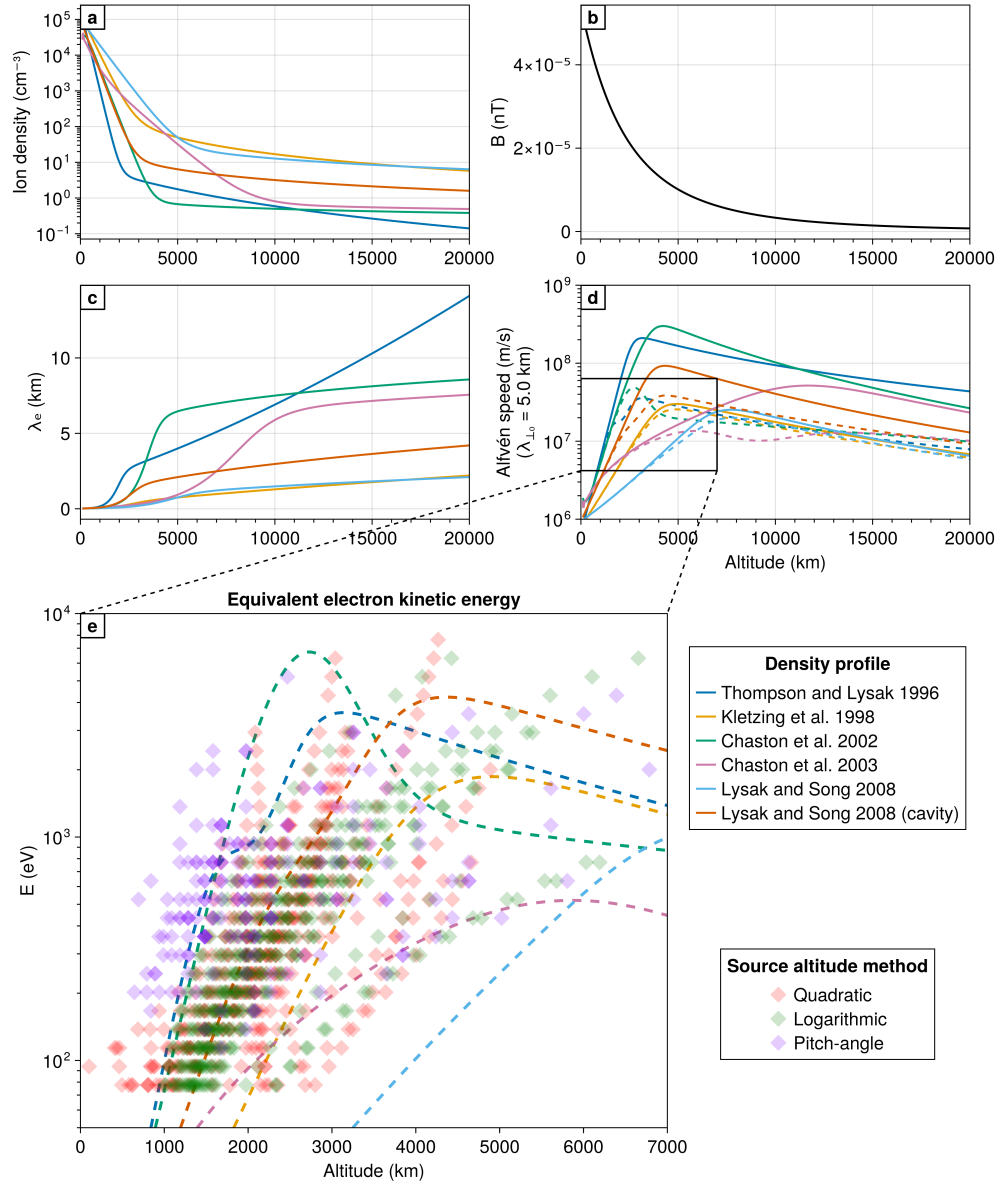 a
Ion density (cm⁻³)
10⁵
10⁴
10³
10²
10¹
10⁰
10⁻¹
0
5000
10000
15000
20000
b
B (nT)
4×10⁻⁵
2×10⁻⁵
0
0
5000
10000
15000
20000
c
λₑ (km)
10
5
0
0
5000
10000
15000
20000
d
Alfvén speed (m/s)
(λ⊥₀ = 5.0 km)
10⁹
10⁸
10⁷
10⁶
0
5000
10000
15000
20000
Altitude (km)
Equivalent electron kinetic energy
e
E (eV)
10⁴
10³
10²
0
1000
2000
3000
4000
5000
6000
7000
Altitude (km)
Density profile
Thompson and Lysak 1996
Kletzing et al. 1998
Chaston et al. 2002
Chaston et al. 2003
Lysak and Song 2008
Lysak and Song 2008 (cavity)
Source altitude method
Quadratic
Logarithmic
Pitch-angle